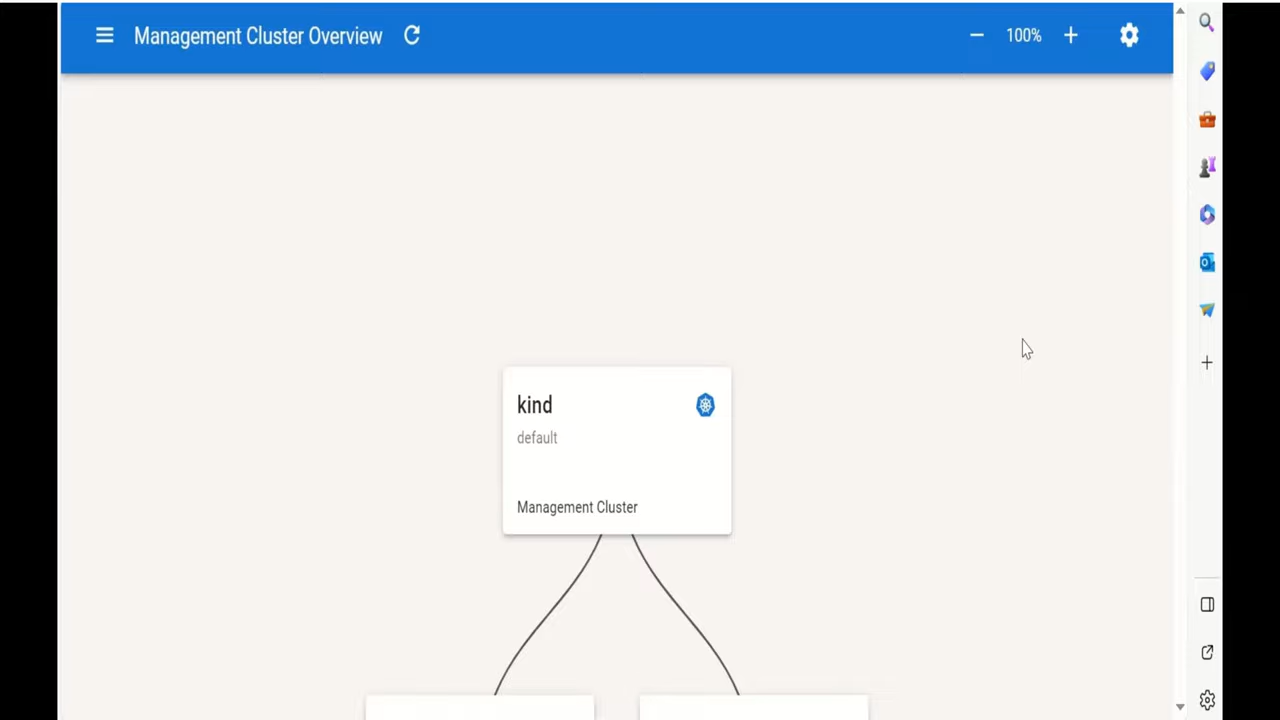 Management Cluster Overview
100%
kind
default
Management Cluster